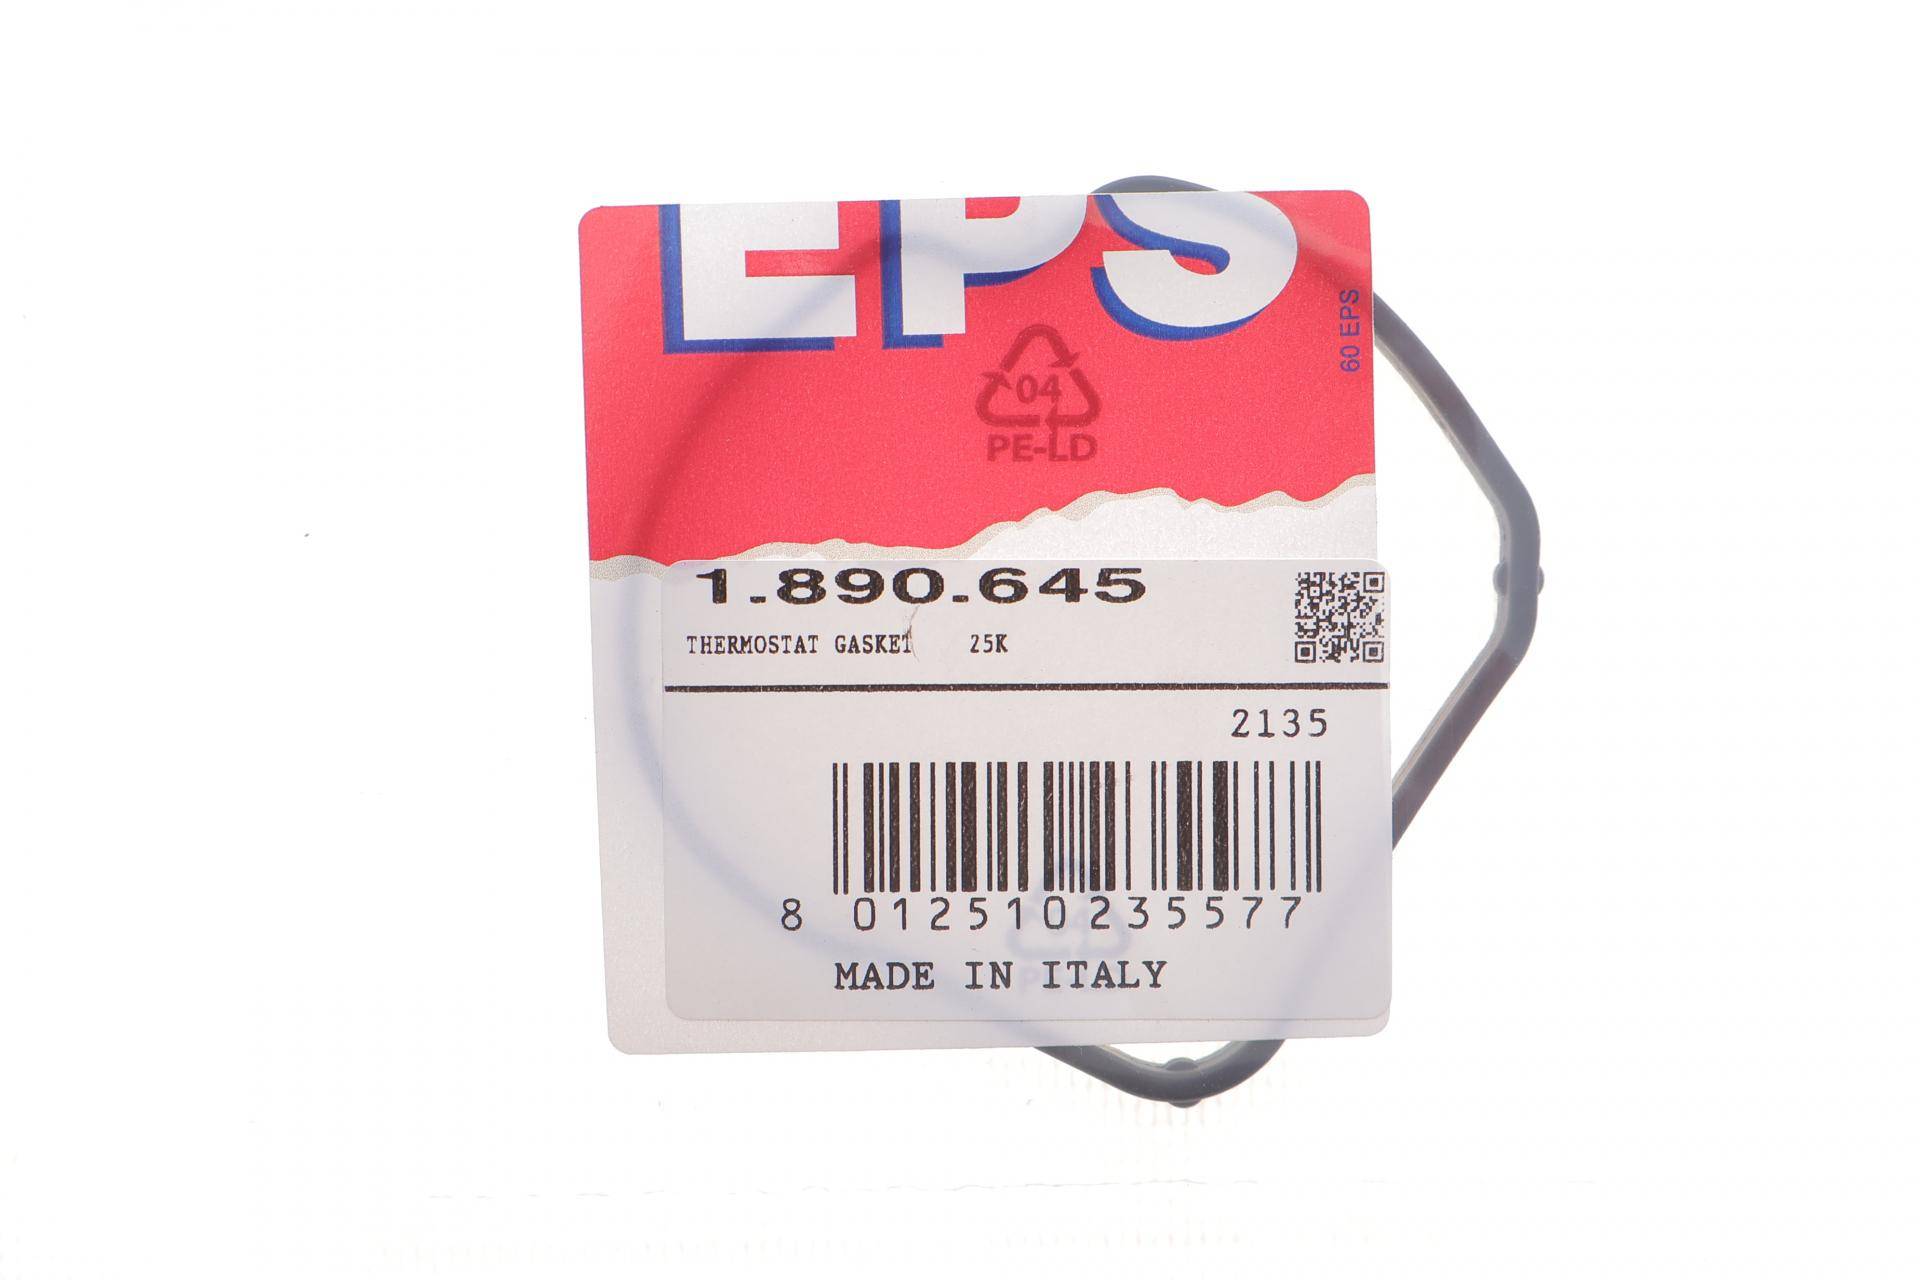 EPS
60 EPS
04
PE-LD
1.890.645
THERMOSTAT GASKET 25K
2135
8 012510 235577
MADE IN ITALY